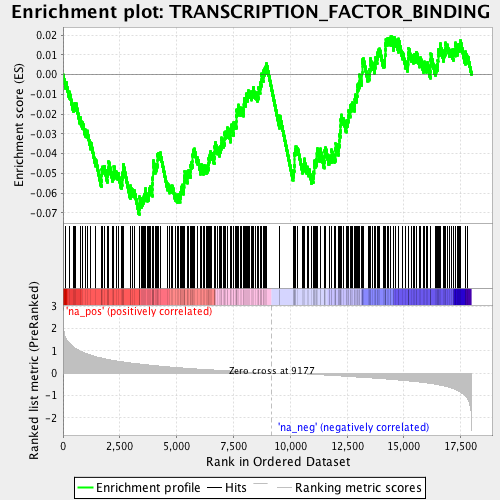 Enrichment plot: TRANSCRIPTION_FACTOR_BINDING
Enrichment score (ES)
0.02
0.01
0.00
-0.01
-0.02
-0.03
-0.04
-0.05
-0.06
-0.07
'na_pos' (positively correlated)
Ranked list metric (PreRanked)
3
2
1
0
-1
-2
Zero cross at 9177
'na_neg' (negatively correlated)
0
2,500
5,000
7,500
10,000
12,500
15,000
17,500
Rank in Ordered Dataset
Enrichment profile
Hits
Ranking metric scores